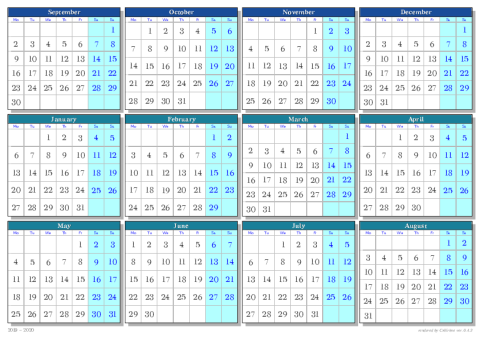 September
Mo Tu We Th Fr Sa Su
1
2 3 4 5 6 7 8
9 10 11 12 13 14 15
16 17 18 19 20 21 22
23 24 25 26 27 28 29
30
October
Mo Tu We Th Fr Sa Su
1 2 3 4 5 6
7 8 9 10 11 12 13
14 15 16 17 18 19 20
21 22 23 24 25 26 27
28 29 30 31
November
Mo Tu We Th Fr Sa Su
1 2 3
4 5 6 7 8 9 10
11 12 13 14 15 16 17
18 19 20 21 22 23 24
25 26 27 28 29 30
December
Mo Tu We Th Fr Sa Su
1
2 3 4 5 6 7 8
9 10 11 12 13 14 15
16 17 18 19 20 21 22
23 24 25 26 27 28 29
30 31
January
Mo Tu We Th Fr Sa Su
1 2 3 4 5
6 7 8 9 10 11 12
13 14 15 16 17 18 19
20 21 22 23 24 25 26
27 28 29 30 31
February
Mo Tu We Th Fr Sa Su
1 2
3 4 5 6 7 8 9
10 11 12 13 14 15 16
17 18 19 20 21 22 23
24 25 26 27 28 29
March
Mo Tu We Th Fr Sa Su
1
2 3 4 5 6 7 8
9 10 11 12 13 14 15
16 17 18 19 20 21 22
23 24 25 26 27 28 29
30 31
April
Mo Tu We Th Fr Sa Su
1 2 3 4 5
6 7 8 9 10 11 12
13 14 15 16 17 18 19
20 21 22 23 24 25 26
27 28 29 30
May
Mo Tu We Th Fr Sa Su
1 2 3
4 5 6 7 8 9 10
11 12 13 14 15 16 17
18 19 20 21 22 23 24
25 26 27 28 29 30 31
June
Mo Tu We Th Fr Sa Su
1 2 3 4 5 6 7
8 9 10 11 12 13 14
15 16 17 18 19 20 21
22 23 24 25 26 27 28
29 30
July
Mo Tu We Th Fr Sa Su
1 2 3 4 5
6 7 8 9 10 11 12
13 14 15 16 17 18 19
20 21 22 23 24 25 26
27 28 29 30 31
August
Mo Tu We Th Fr Sa Su
1 2
3 4 5 6 7 8 9
10 11 12 13 14 15 16
17 18 19 20 21 22 23
24 25 26 27 28 29 30
31
2019 - 2020